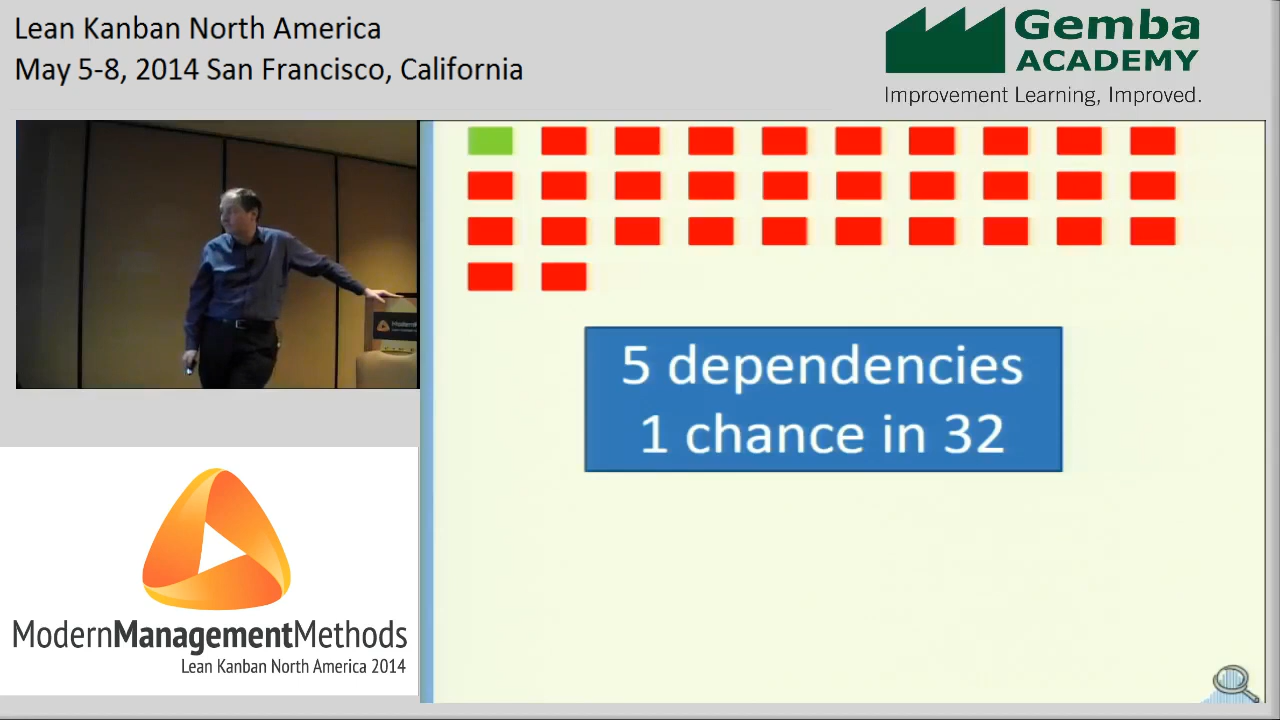 Lean Kanban North America
May 5-8, 2014 San Francisco, California
Gemba
ACADEMY
Improvement Learning, Improved.
5 dependencies
1 chance in 32
ModernManagementMethods
Lean Kanban North America 2014